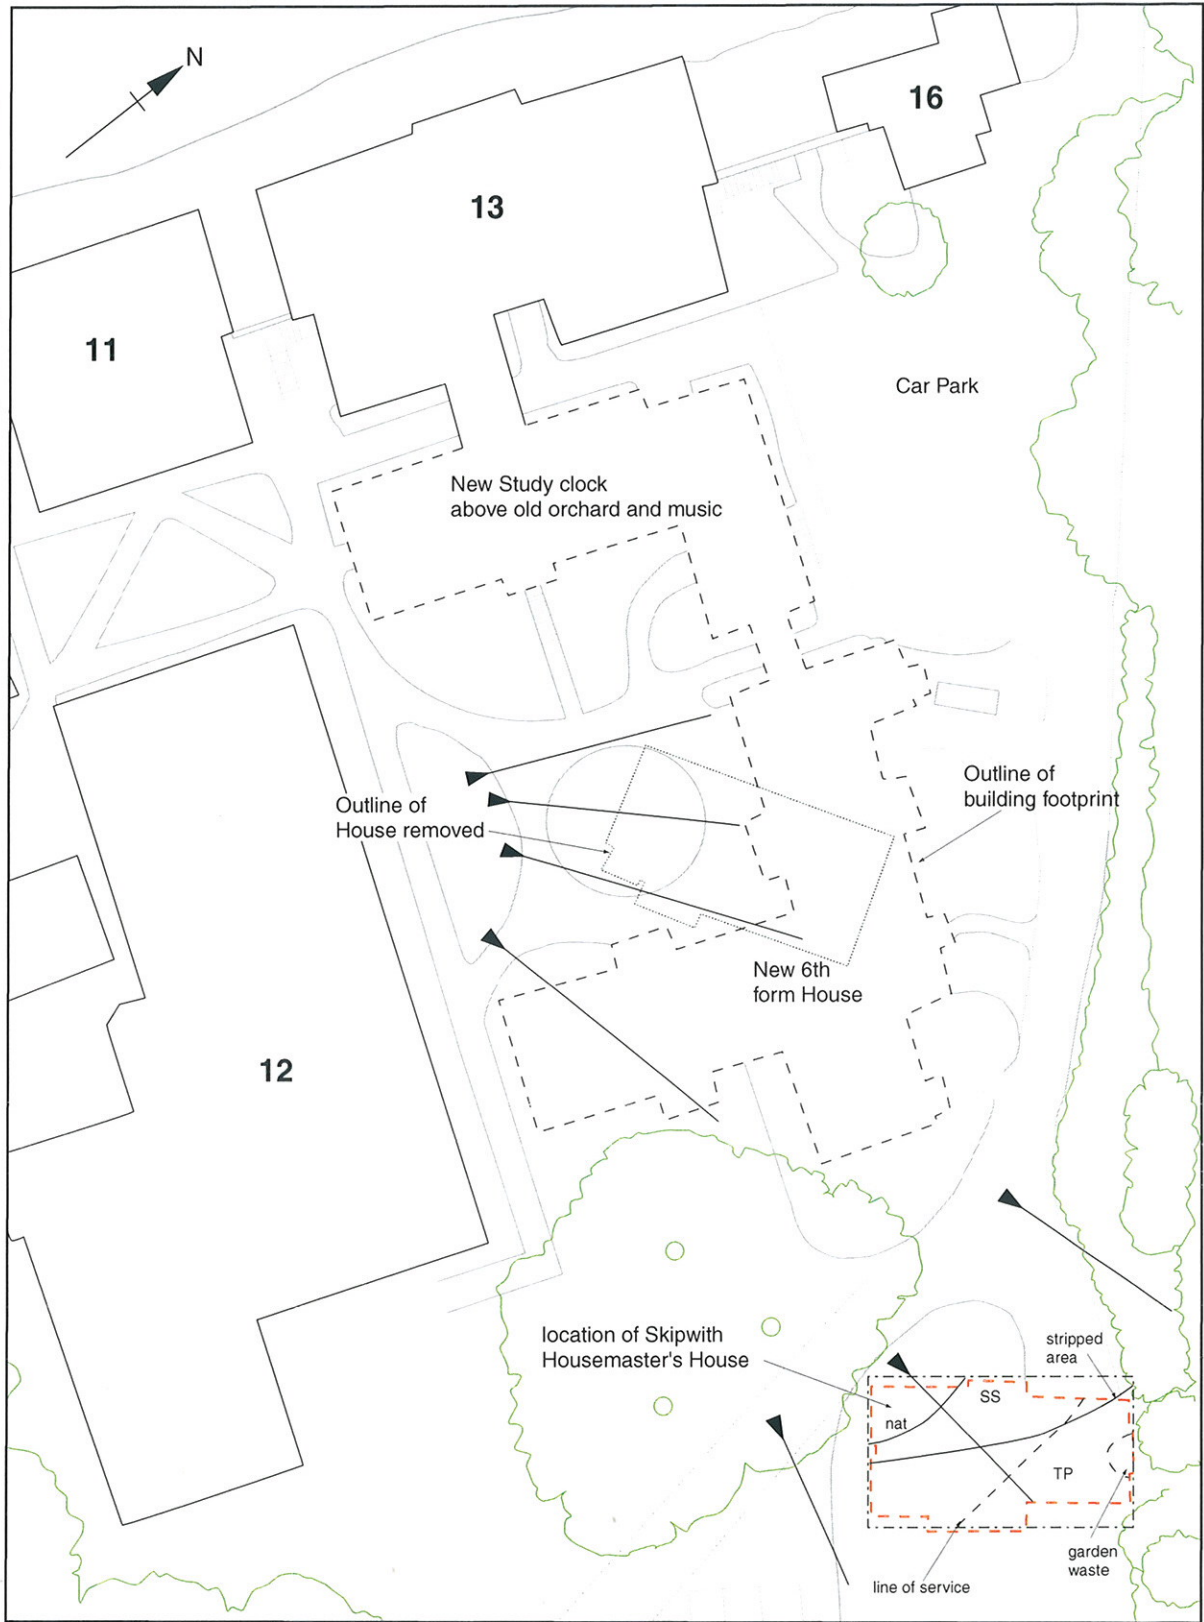 N
16
13
11
Car Park
New Study clock
above old orchard and music
Outline of
House removed
Outline of
building footprint
New 6th
form House
12
location of Skipwith
Housemaster's House
stripped
area
SS
nat
TP
garden
waste
line of service